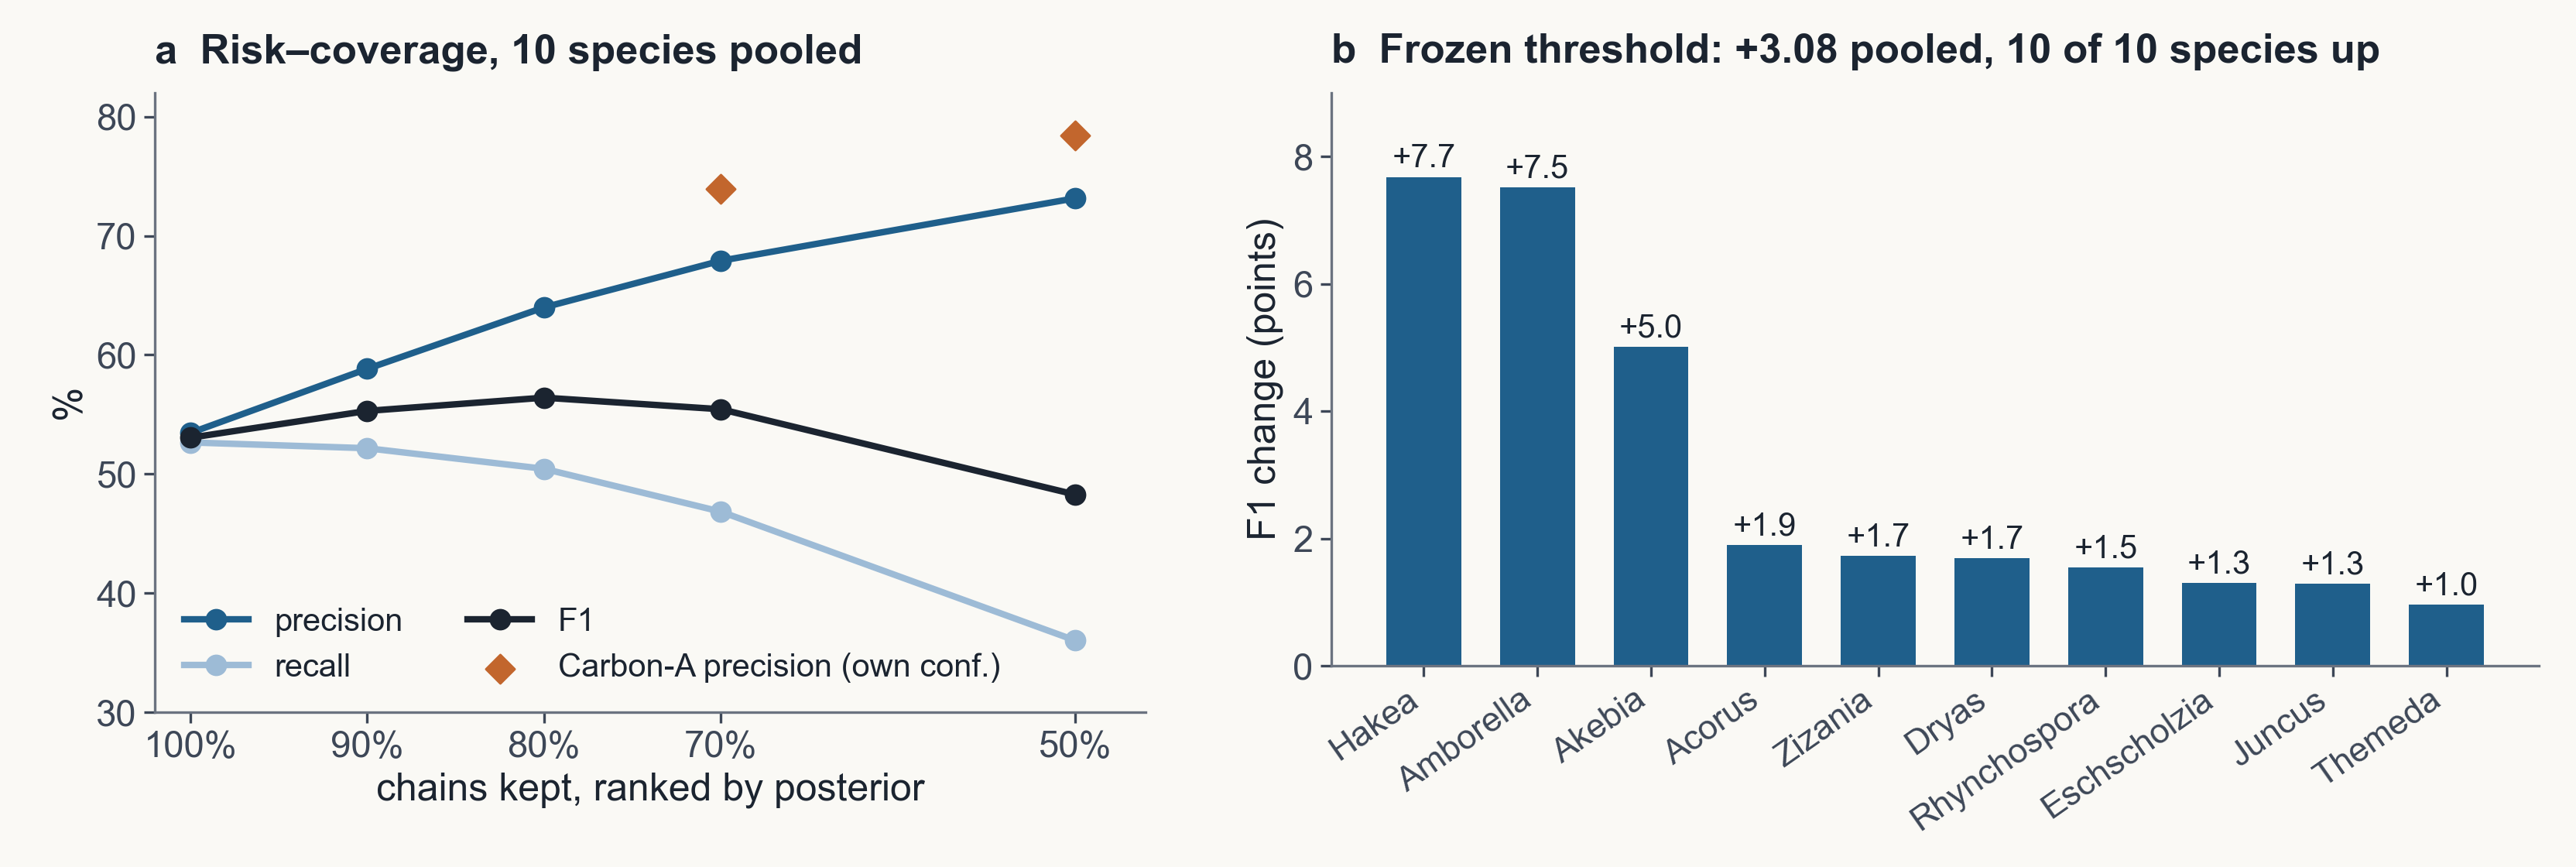 a Risk–coverage, 10 species pooled
80
70
60
50
40
30
%
precision
recall
F1
Carbon-A precision (own conf.)
100% 90% 80% 70% 50%
chains kept, ranked by posterior
b Frozen threshold: +3.08 pooled, 10 of 10 species up
8
6
4
2
0
F1 change (points)
+7.7
+7.5
+5.0
+1.9
+1.7
+1.7
+1.5
+1.3
+1.3
+1.0
Hakea
Amborella
Akebia
Acorus
Zizania
Dryas
Rhynchospora
Eschscholzia
Juncus
Themeda